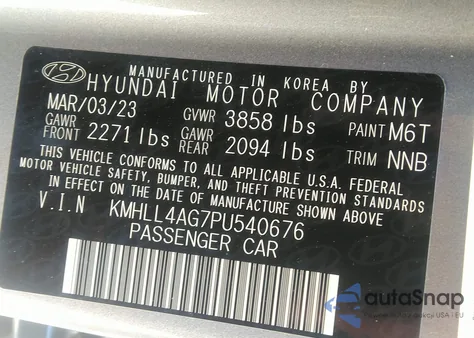 MANUFACTURED IN KOREA BY
HYUNDAI MOTOR COMPANY
MAR/03/23 GVWR 3858 lbs PAINT M6T
GAWR FRONT 2271 lbs GAWR REAR 2094 lbs TRIM NNB
THIS VEHICLE CONFORMS TO ALL APPLICABLE U.S.A. FEDERAL
MOTOR VEHICLE SAFETY, BUMPER, AND THEFT PREVENTION STANDARDS
IN EFFECT ON THE DATE OF MANUFACTURE SHOWN ABOVE
V.I.N KMHLL4AG7PU540676
PASSENGER CAR
autoSnap